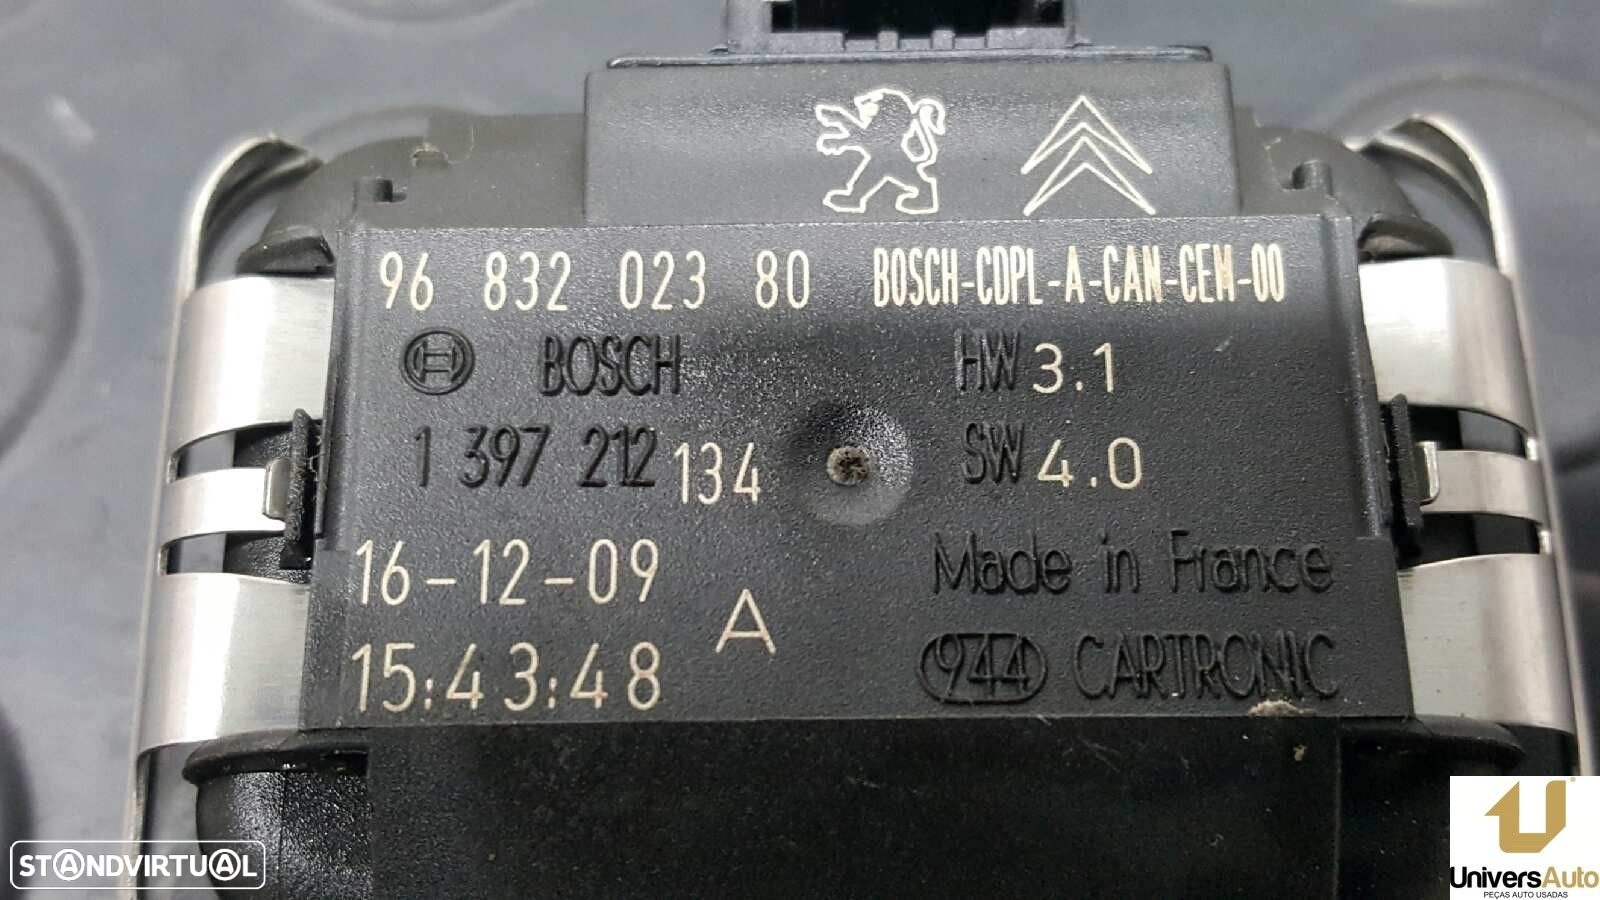 96 832 023 80 BOSCH-CDPL-A-CAN-CEM-00
BOSCH
HW 3.1
1 397 212 134
SW 4.0
16-12-09
Made in France
A
15:43:48
944 CARTRONIC
STANDVIRTUAL
UniversAuto
PEÇAS AUTO USADAS